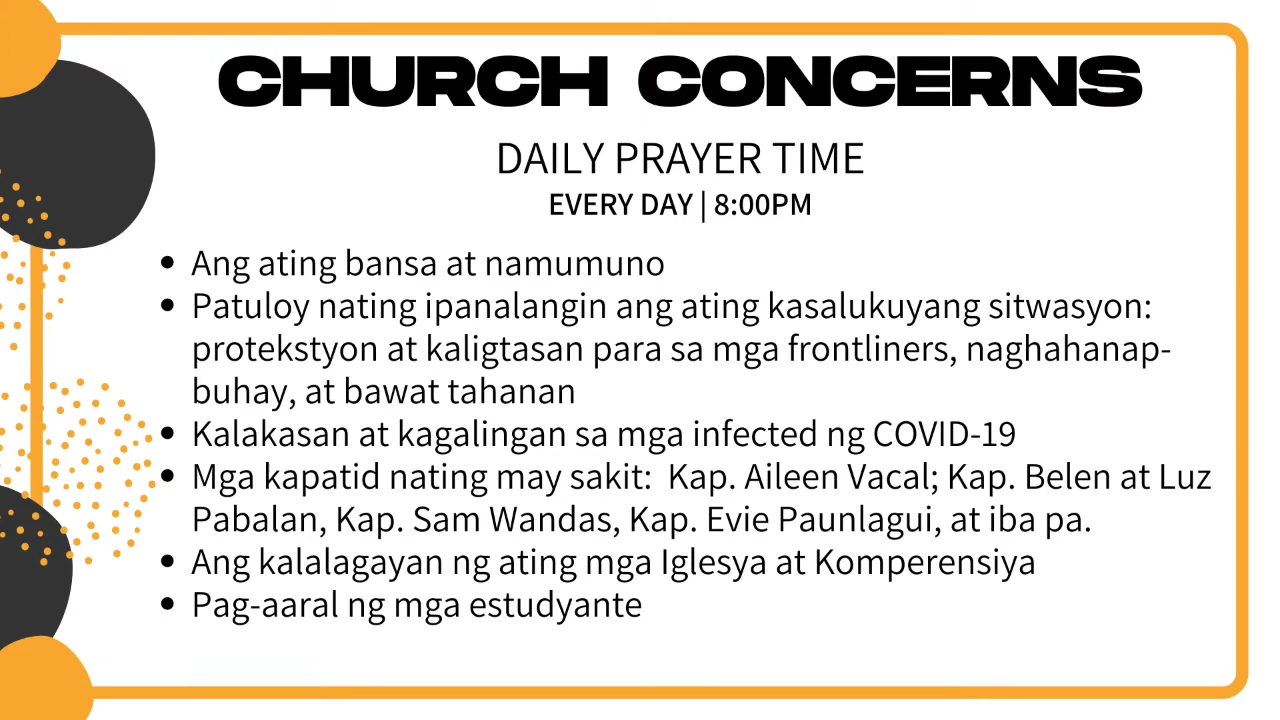 CHURCH CONCERNS
DAILY PRAYER TIME
EVERY DAY | 8:00PM
• Ang ating bansa at namumuno
• Patuloy nating ipanalangin ang ating kasalukuyang sitwasyon:
protekstyon at kaligtasan para sa mga frontliners, naghahanap-
buhay, at bawat tahanan
• Kalakasan at kagalingan sa mga infected ng COVID-19
• Mga kapatid nating may sakit:  Kap. Aileen Vacal; Kap. Belen at Luz
Pabalan, Kap. Sam Wandas, Kap. Evie Paunlagui, at iba pa.
• Ang kalalagayan ng ating mga Iglesya at Komperensiya
• Pag-aaral ng mga estudyante